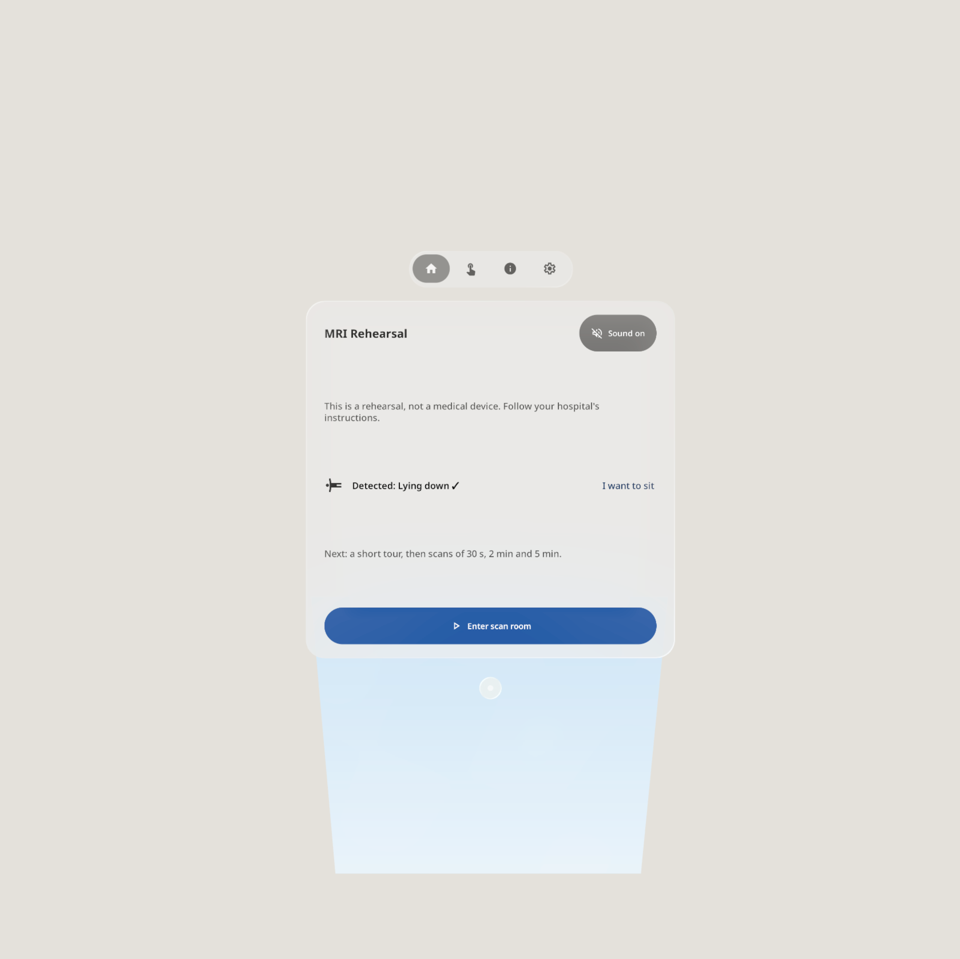 MRI Rehearsal
Sound on
This is a rehearsal, not a medical device. Follow your hospital's
instructions.
Detected: Lying down ✓
I want to sit
Next: a short tour, then scans of 30 s, 2 min and 5 min.
Enter scan room